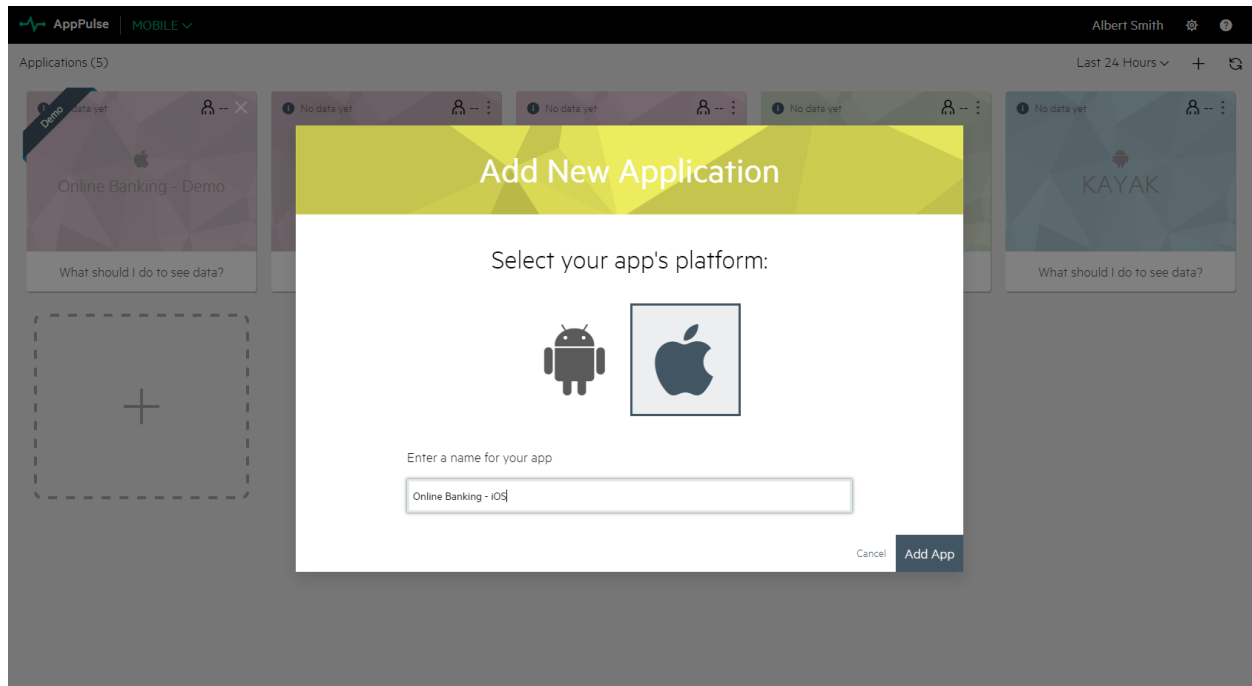 AppPulse MOBILE Albert Smith ?
Applications (5) Last 24 Hours
Demo
data yet --
No data yet --
No data yet --
No data yet --
No data yet --
Online Banking - Demo
KAYAK
What should I do to see data?
What should I do to see data?
Add New Application
Select your app's platform:
Enter a name for your app
Online Banking - iOS
Cancel Add App